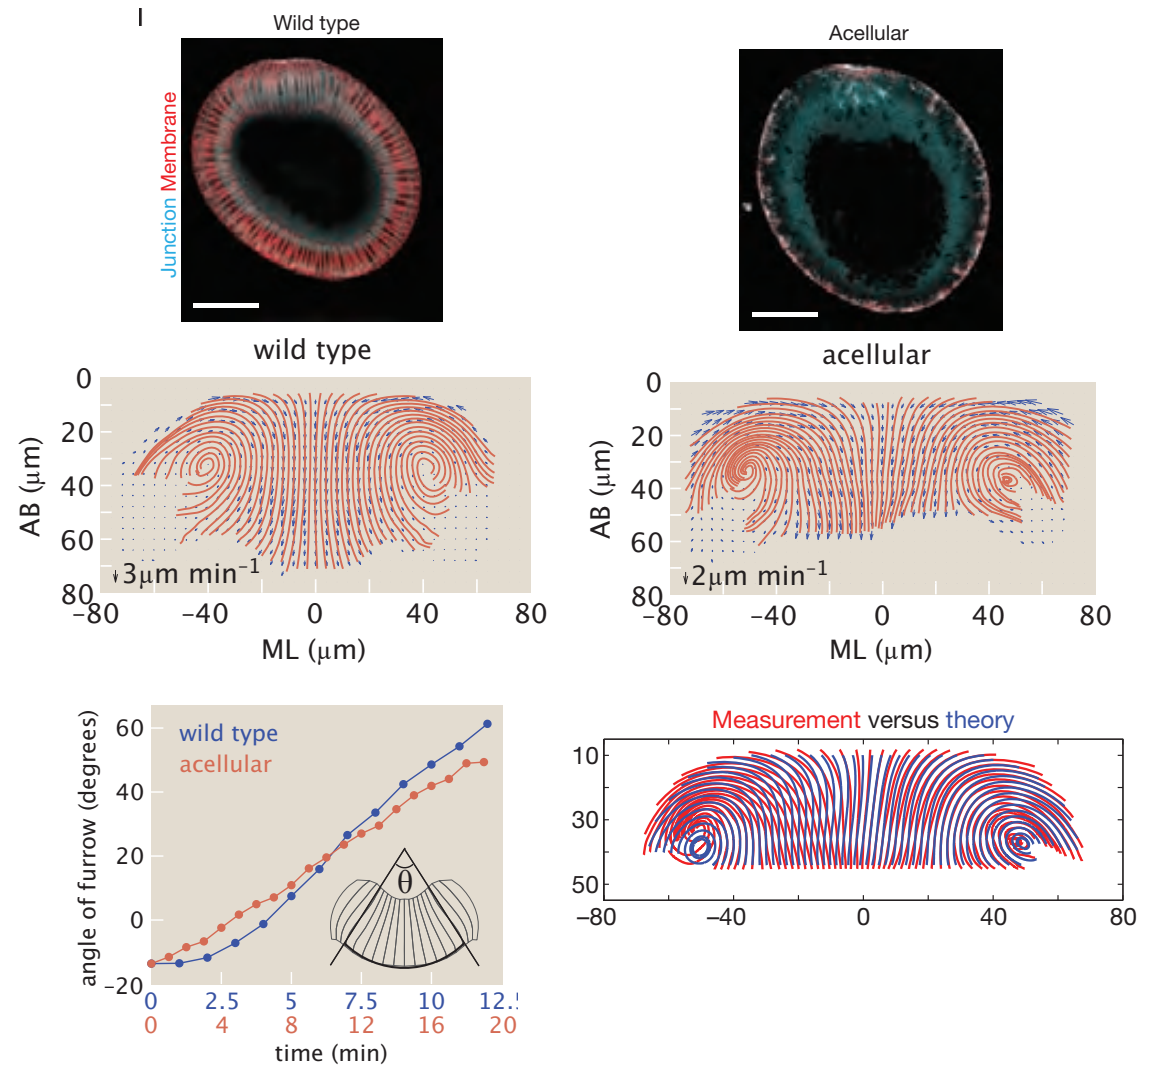 I
Wild type
Acellular
Junction Membrane
wild type
acellular
0
20
40
60
80
AB (μm)
3μm min⁻¹
−80
−40
0
40
80
ML (μm)
0
20
40
60
80
AB (μm)
2μm min⁻¹
−80
−40
0
40
80
ML (μm)
angle of furrow (degrees)
60
40
20
0
−20
wild type
acellular
θ
0 2.5 5 7.5 10 12.5
0 4 8 12 16 20
time (min)
Measurement versus theory
10
30
50
−80 −40 0 40 80